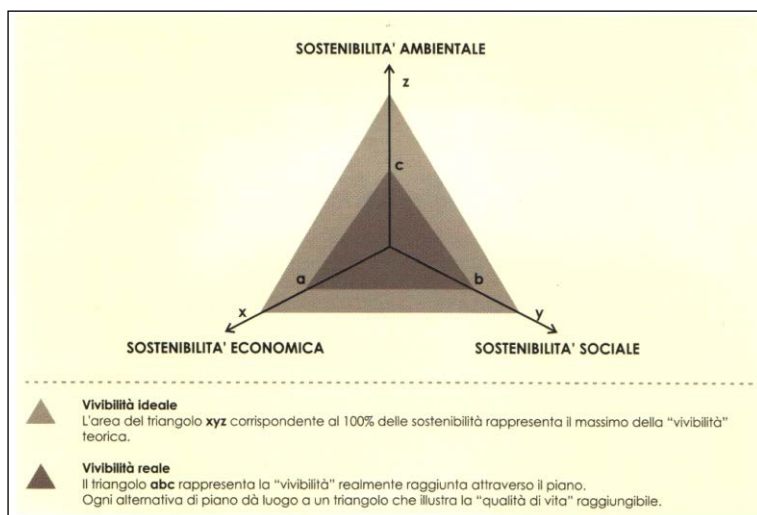 SOSTENIBILITA' AMBIENTALE
z
c
a
b
x
y
SOSTENIBILITA' ECONOMICA
SOSTENIBILITA' SOCIALE
Vivibilità ideale
L'area del triangolo xyz corrispondente al 100% delle sostenibilità rappresenta il massimo della “vivibilità”
teorica.
Vivibilità reale
Il triangolo abc rappresenta la “vivibilità” realmente raggiunta attraverso il piano.
Ogni alternativa di piano dà luogo a un triangolo che illustra la “qualità di vita” raggiungibile.